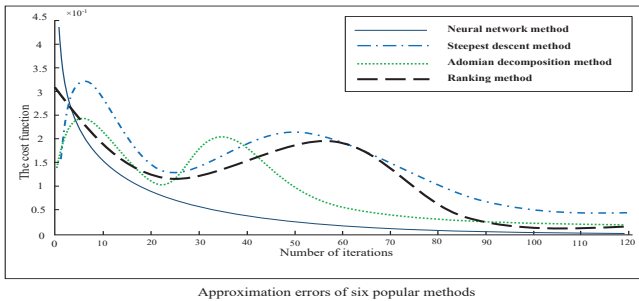 ×10⁻¹
4.5
4
3.5
3
2.5
2
1.5
1
0.5
0
The cost function
0 10 20 30 40 50 60 70 80 90 100 110 120
Number of iterations
Neural network method
Steepest descent method
Adomian decomposition method
Ranking method
Approximation errors of six popular methods